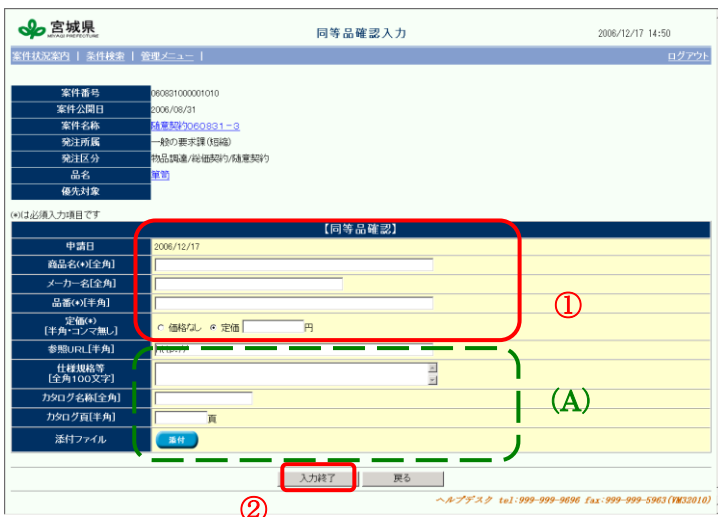 宮城県
MIYAGI PREFECTURE
同等品確認入力
2006/12/17 14:50
案件状況案内 | 条件検索 | 管理メニュー |
ログアウト
案件番号 060831000001010
案件公開日 2006/08/31
案件名称 随意契約060831-3
発注所属 一般の要求課(短縮)
発注区分 物品調達/総価契約/随意契約
品名 箪笥
優先対象
(*)は必須入力項目です
【同等品確認】
申請日 2006/12/17
商品名(*)[全角]
メーカー名[全角]
品番(*)[半角]
①
定価(*)
[半角・コンマ無し]
価格なし 定価 円
参照URL[半角] http://
仕様規格等
[全角100文字]
(A)
カタログ名称[全角]
カタログ頁[半角] 頁
添付ファイル 添付
入力終了 戻る
②
ヘルプデスク tel:999-999-9696 fax:999-999-5963(VM32010)